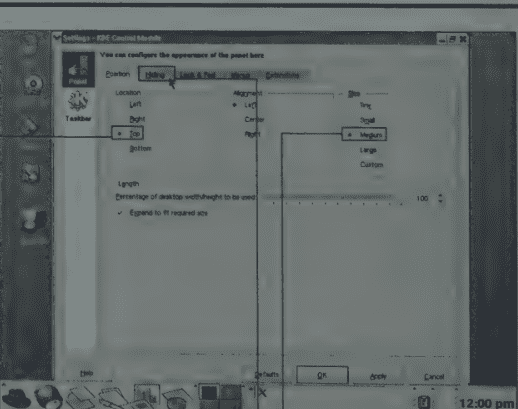 Settings - KDE Control Module
You can configure the appearance of the panel here
Panel
Taskbar
Position Hiding Look & Feel Menus Extensions
Location Alignment Size
Left Left Tiny
Right Center Small
Top Right Medium
Bottom Large
Custom
Length
Percentage of desktop width/height to be used 100
Expand to fit required size
Help Defaults OK Apply Cancel
12:00 pm